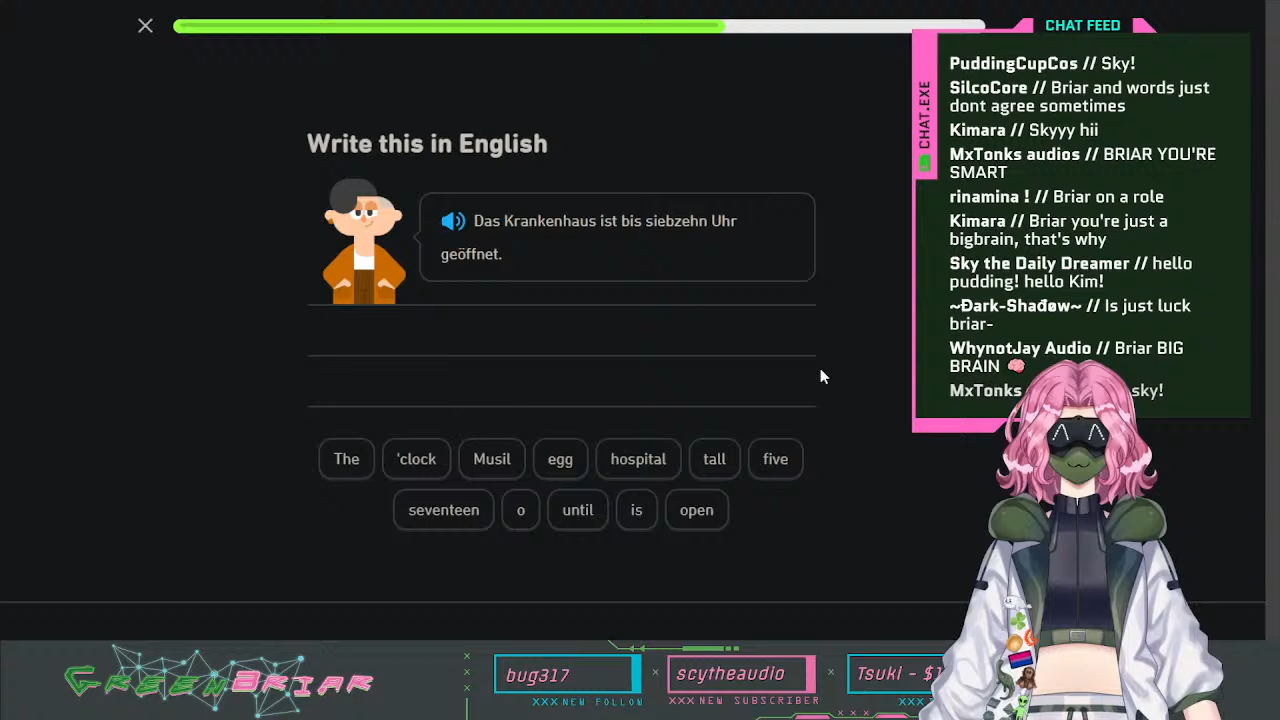 CHAT FEED
CHAT.EXE
PuddingCupCos // Sky!
SilcoCore // Briar and words just
dont agree sometimes
Kimara // Skyyy hii
MxTonks audios // BRIAR YOU'RE
SMART
rinamina ! // Briar on a role
Kimara // Briar you're just a
bigbrain, that's why
Sky the Daily Dreamer // hello
pudding! hello Kim!
~Đark-Shađøw~ // Is just luck
briar-
WhynotJay Audio // Briar BIG
BRAIN 🧠
MxTonks sky!
Write this in English
Das Krankenhaus ist bis siebzehn Uhr
geöffnet.
The 'clock Musil egg hospital tall five
seventeen o until is open
GREENBRIAR
bug317
XXX NEW FOLLOW
scytheaudio
XXX NEW SUBSCRIBER
Tsuki - $1
XXX